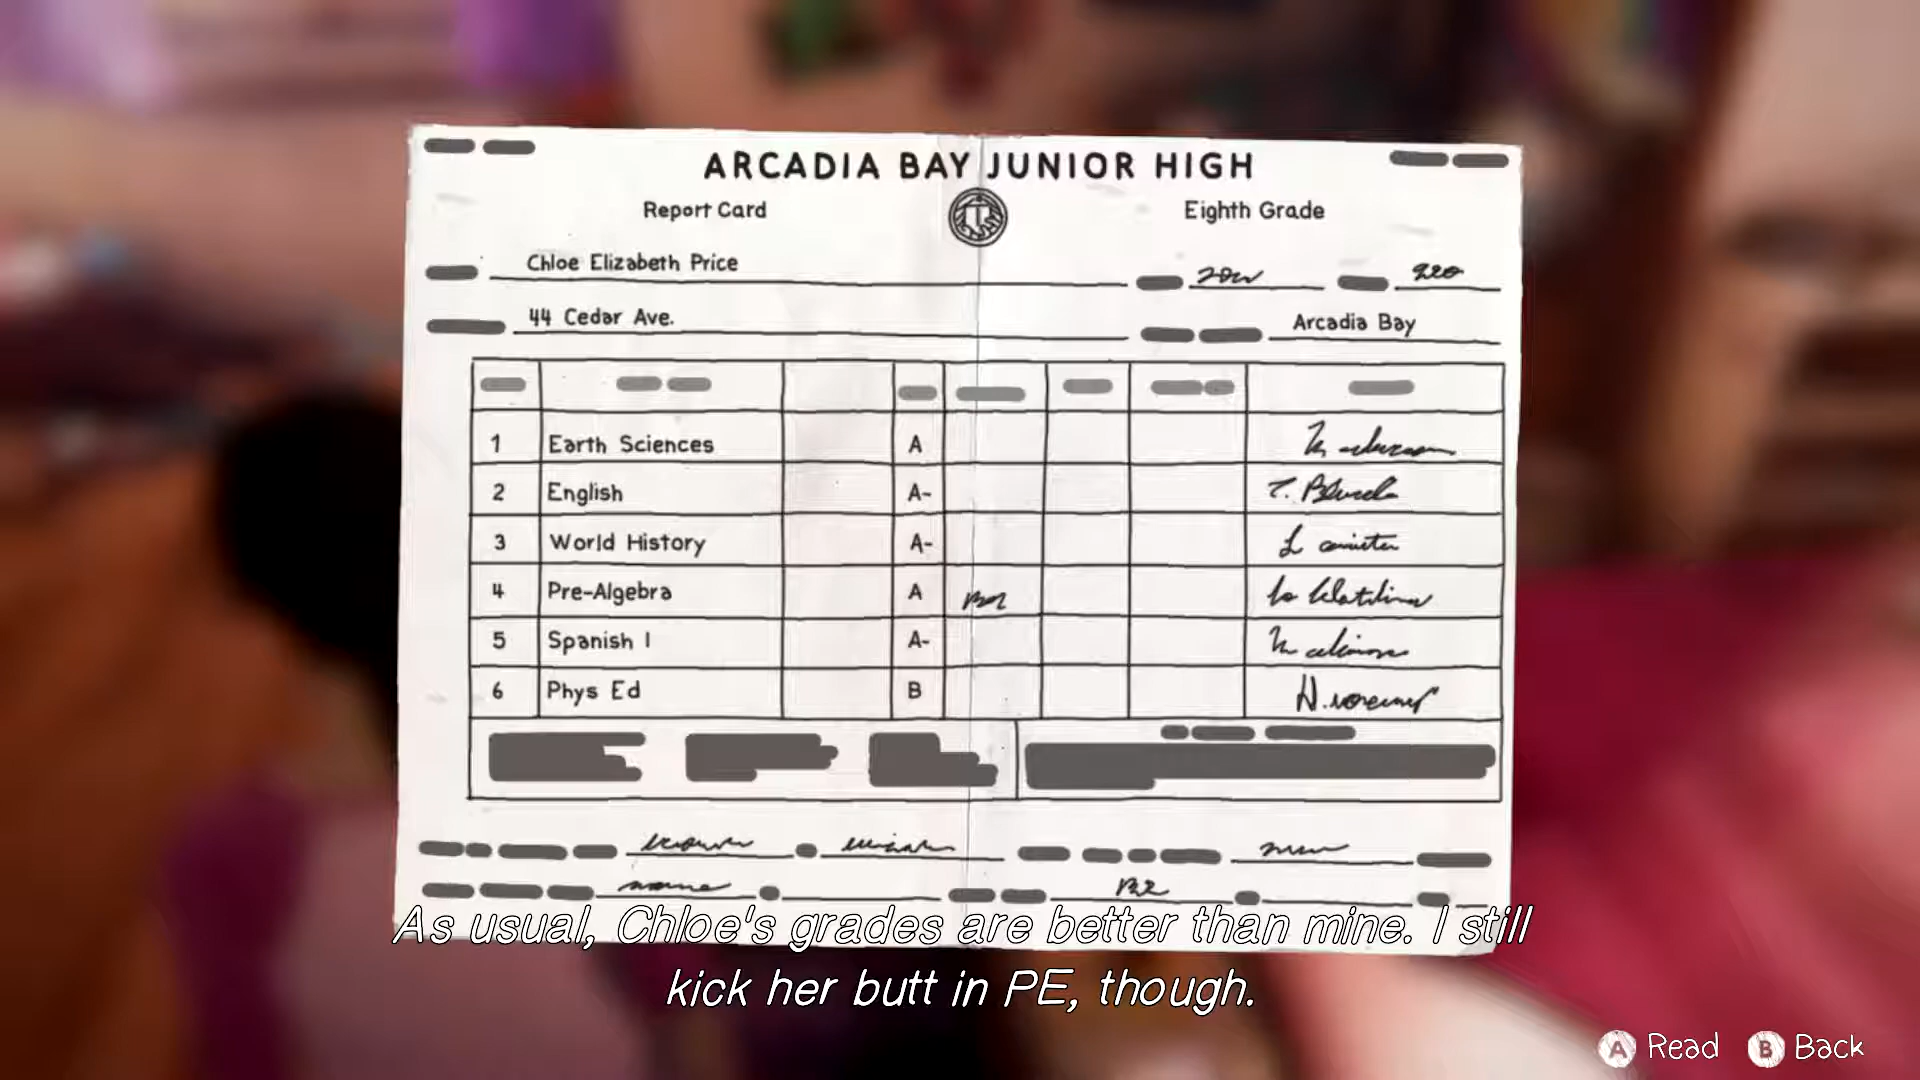 ARCADIA BAY JUNIOR HIGH
Report Card
Eighth Grade
Chloe Elizabeth Price
44 Cedar Ave.
Arcadia Bay
1 Earth Sciences A
2 English A-
3 World History A-
4 Pre-Algebra A
5 Spanish I A-
6 Phys Ed B
As usual, Chloe's grades are better than mine. I still
kick her butt in PE, though.
A Read B Back